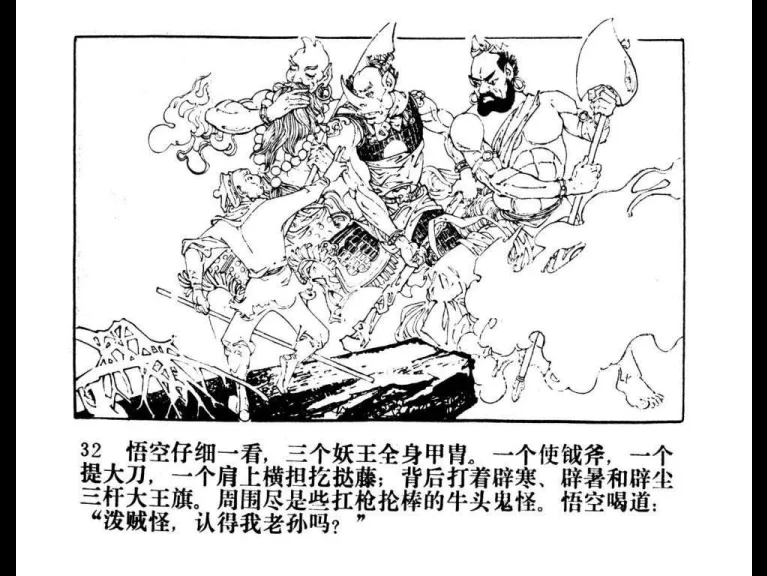 32 悟空仔细一看，三个妖王全身甲胄。一个使钺斧，一个
提大刀，一个肩上横担扢挞藤；背后打着辟寒、辟暑和辟尘
三杆大王旗。周围尽是些扛枪抡棒的牛头鬼怪。悟空喝道：
“泼贼怪，认得我老孙吗？”